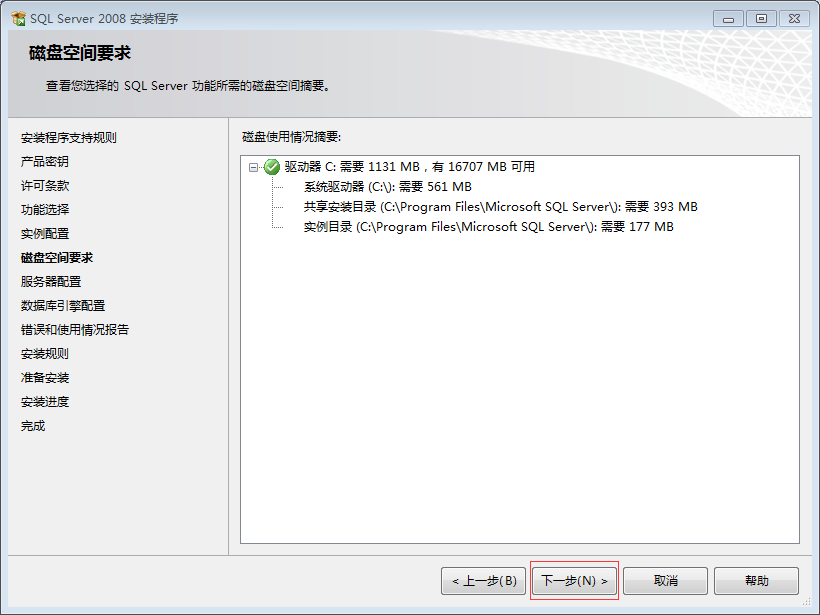 SQL Server 2008 安装程序
磁盘空间要求
查看您选择的 SQL Server 功能所需的磁盘空间摘要。
安装程序支持规则
产品密钥
许可条款
功能选择
实例配置
磁盘空间要求
服务器配置
数据库引擎配置
错误和使用情况报告
安装规则
准备安装
安装进度
完成
磁盘使用情况摘要:
驱动器 C: 需要 1131 MB，有 16707 MB 可用
系统驱动器 (C:\): 需要 561 MB
共享安装目录 (C:\Program Files\Microsoft SQL Server\): 需要 393 MB
实例目录 (C:\Program Files\Microsoft SQL Server\): 需要 177 MB
< 上一步(B) 下一步(N) > 取消 帮助